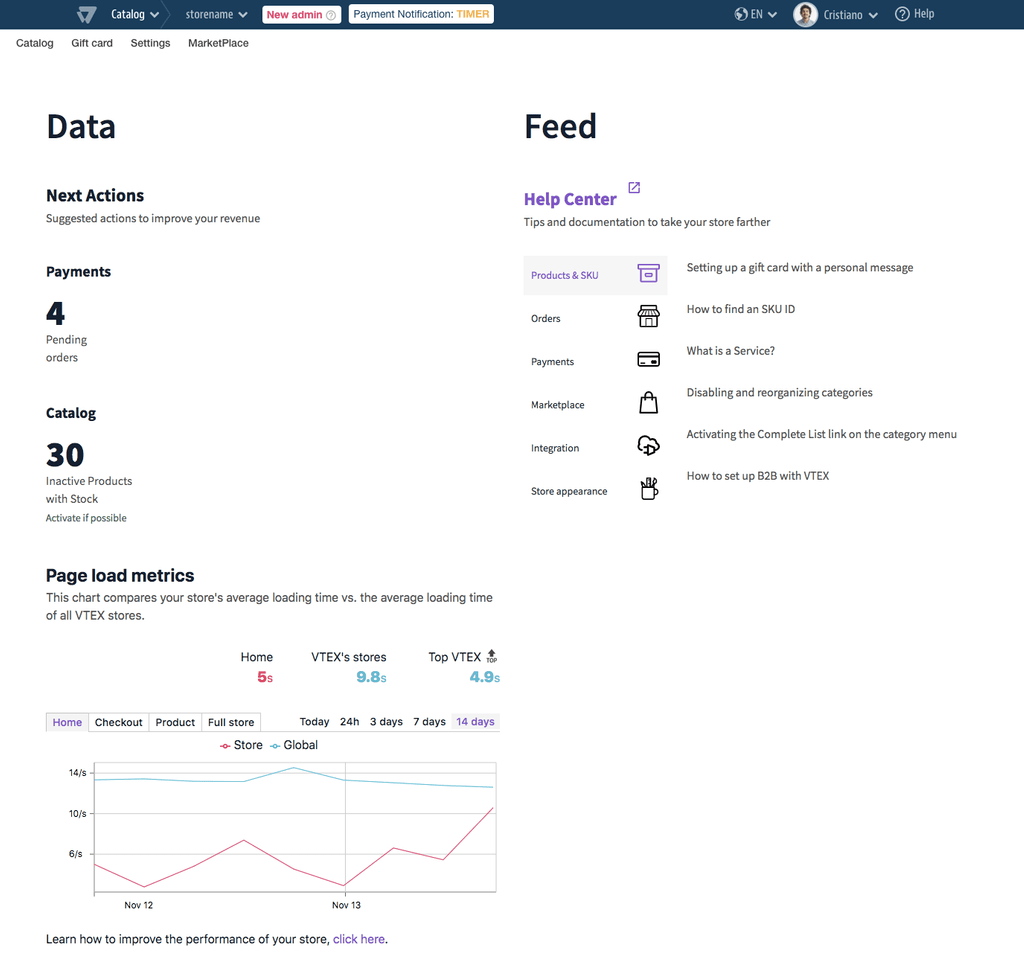 Catalog storename New admin Payment Notification: TIMER EN Cristiano Help
Catalog Gift card Settings MarketPlace
Data
Next Actions
Suggested actions to improve your revenue
Payments
4
Pending
orders
Catalog
30
Inactive Products
with Stock
Activate if possible
Page load metrics
This chart compares your store's average loading time vs. the average loading time
of all VTEX stores.
Home VTEX's stores Top VTEX TOP
5s 9.8s 4.9s
Home Checkout Product Full store Today 24h 3 days 7 days 14 days
Store Global
14/s
10/s
6/s
Nov 12 Nov 13
Learn how to improve the performance of your store, click here.
Feed
Help Center
Tips and documentation to take your store farther
Products & SKU
Orders
Payments
Marketplace
Integration
Store appearance
Setting up a gift card with a personal message
How to find an SKU ID
What is a Service?
Disabling and reorganizing categories
Activating the Complete List link on the category menu
How to set up B2B with VTEX